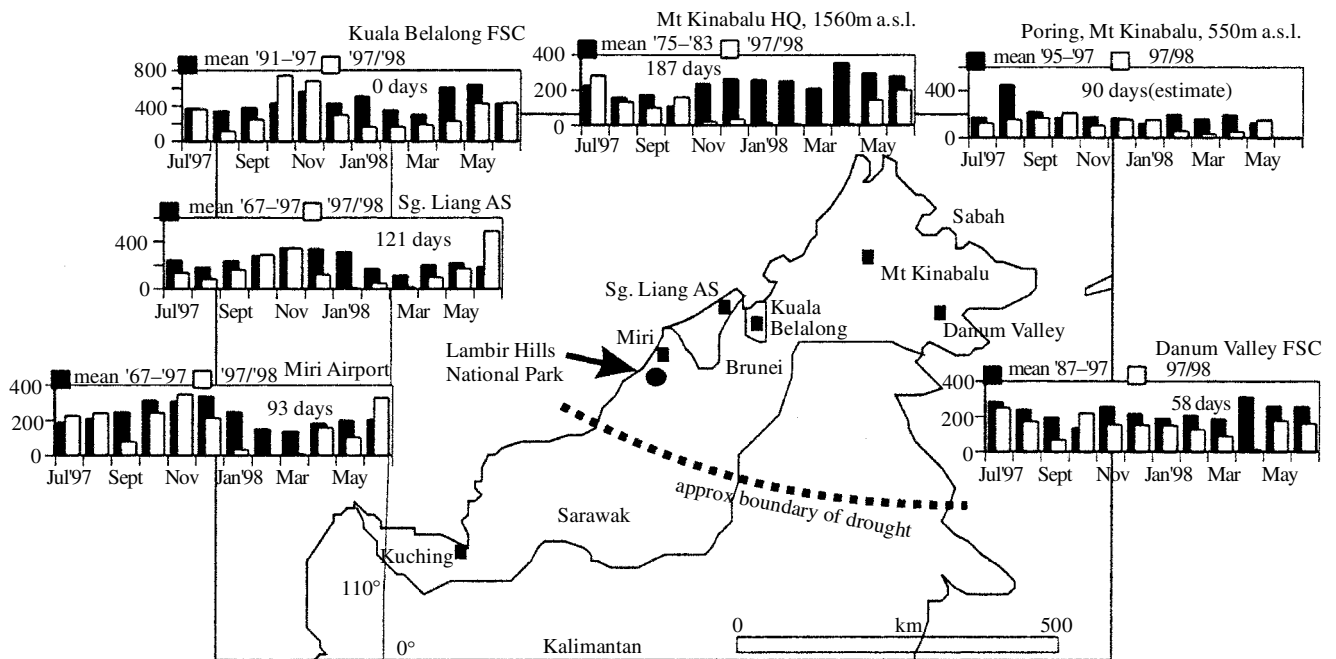 Kuala Belalong FSC
mean '91–'97 '97/'98
0 days
800
400
0
Jul'97 Sept Nov Jan'98 Mar May
Mt Kinabalu HQ, 1560m a.s.l.
mean '75–'83 '97/'98
187 days
400
200
0
Jul'97 Sept Nov Jan'98 Mar May
Poring, Mt Kinabalu, 550m a.s.l.
mean '95–'97 97/'98
90 days(estimate)
400
0
Jul'97 Sept Nov Jan'98 Mar May
Sg. Liang AS
mean '67–'97 '97/'98
121 days
400
0
Jul'97 Sept Nov Jan'98 Mar May
Miri Airport
mean '67–'97 '97/'98
93 days
400
200
0
Jul'97 Sept Nov Jan'98 Mar May
Danum Valley FSC
mean '87–'97 97/'98
58 days
400
200
0
Jul'97 Sept Nov Jan'98 Mar May
Sabah
Mt Kinabalu
Sg. Liang AS
Kuala
Belalong
Danum Valley
Miri
Brunei
Lambir Hills
National Park
approx boundary of drought
Sarawak
Kuching
110°
0°
Kalimantan
0 km 500